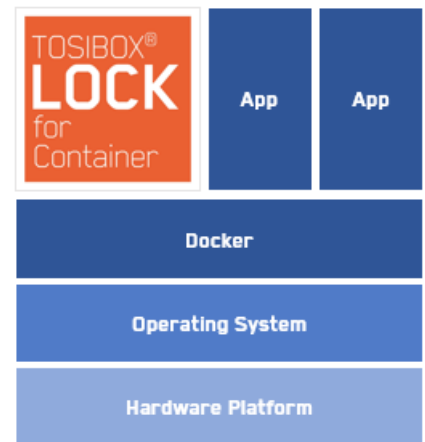 TOSIBOX®
LOCK
for
Container
App
App
Docker
Operating System
Hardware Platform